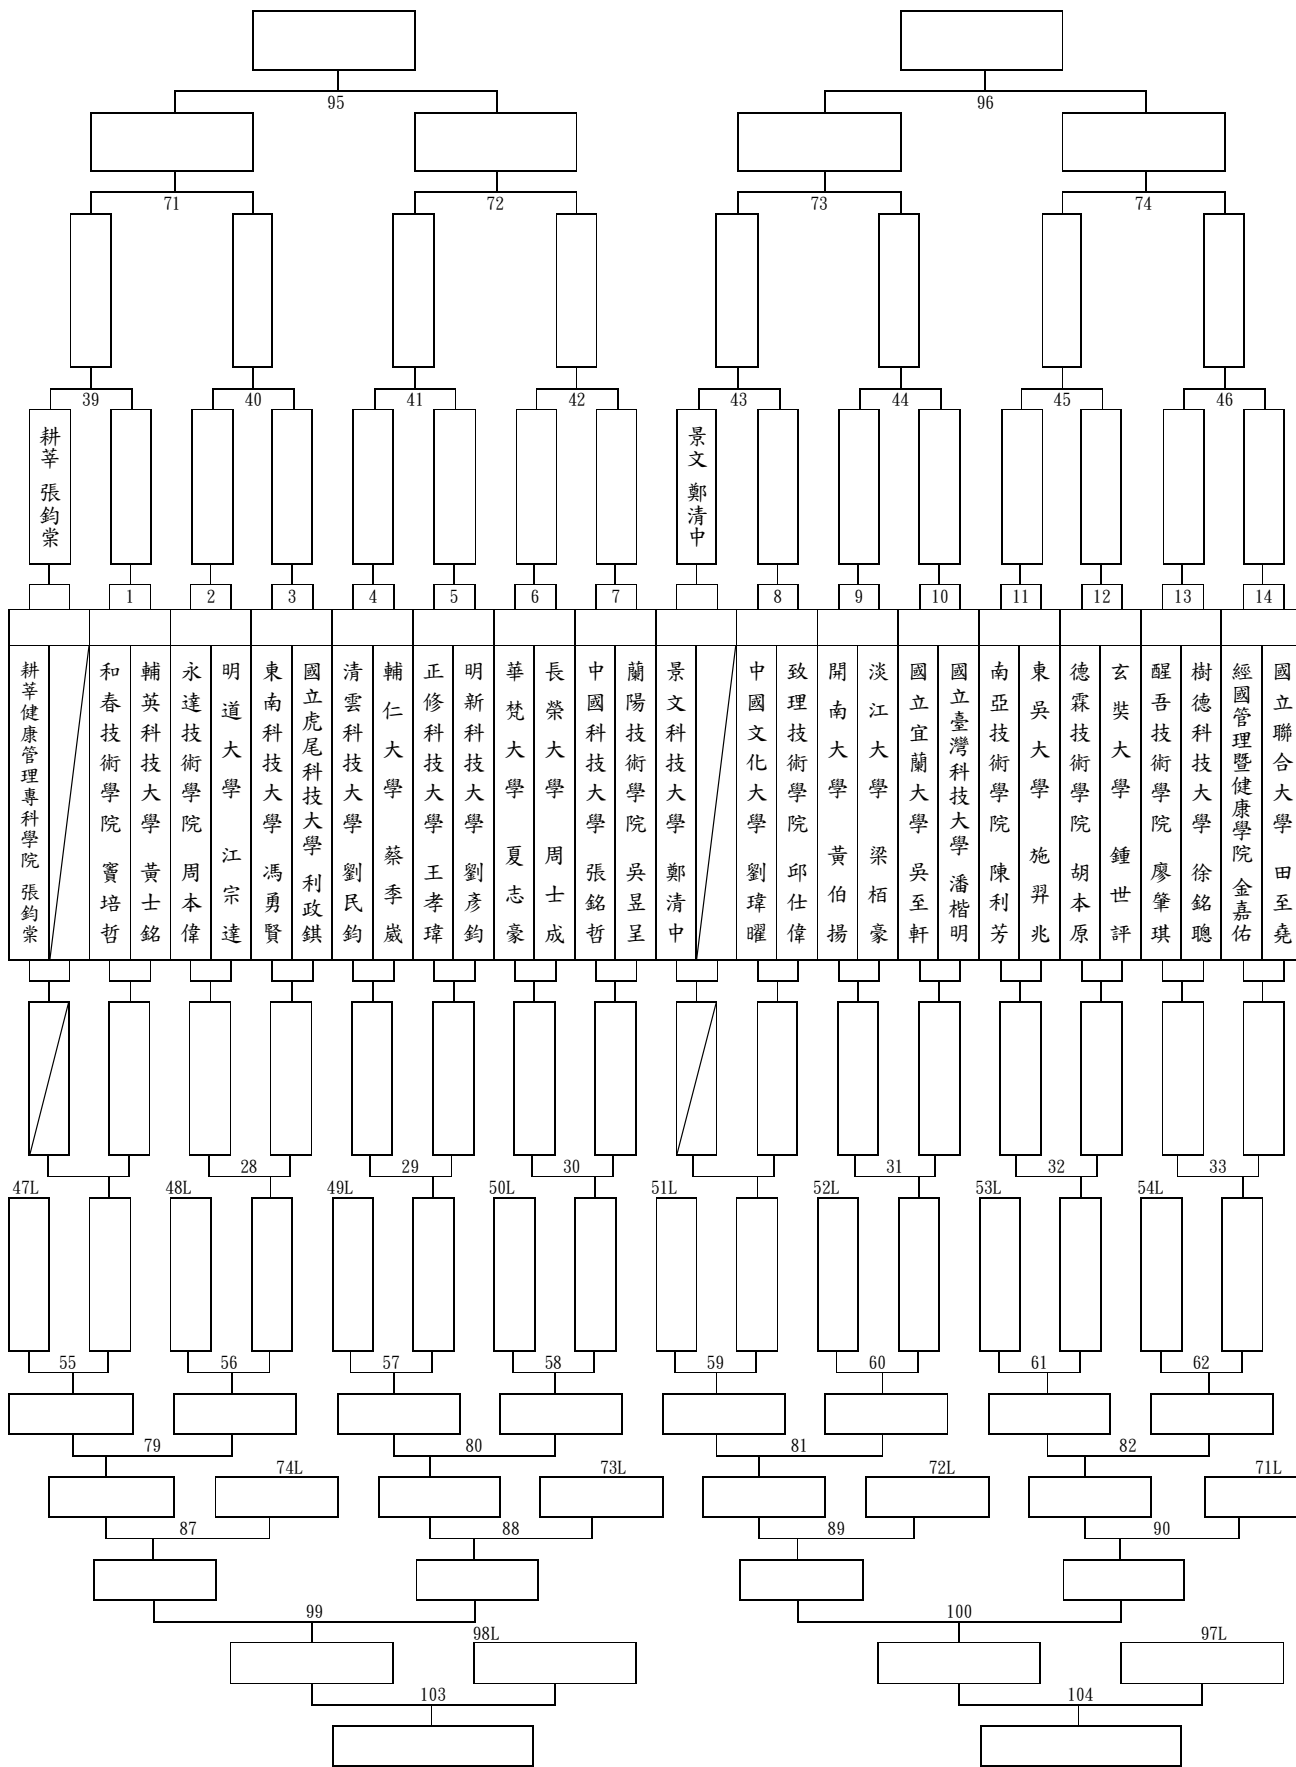 95
96
71
72
73
74
39
40
41
42
43
44
45
46
耕莘 張鈞棠
景文 鄭清中
1
2
3
4
5
6
7
8
9
10
11
12
13
14
耕莘健康管理專科學院 張鈞棠
和春技術學院 竇培哲
輔英科技大學 黃士銘
永達技術學院 周本偉
明道大學 江宗達
東南科技大學 馮勇賢
國立虎尾科技大學 利政錤
清雲科技大學 劉民鈞
輔仁大學 蔡季崴
正修科技大學 王孝瑋
明新科技大學 劉彥鈞
華梵大學 夏志豪
長榮大學 周士成
中國科技大學 張銘哲
蘭陽技術學院 吳昱呈
景文科技大學 鄭清中
中國文化大學 劉瑋曜
致理技術學院 邱仕偉
開南大學 黃伯揚
淡江大學 梁栢豪
國立宜蘭大學 吳至軒
國立臺灣科技大學 潘楷明
南亞技術學院 陳利芳
東吳大學 施羿兆
德霖技術學院 胡本原
玄奘大學 鍾世評
醒吾技術學院 廖肇琪
樹德科技大學 徐銘聰
經國管理暨健康學院 金嘉佑
國立聯合大學 田至堯
28
29
30
31
32
33
47L
48L
49L
50L
51L
52L
53L
54L
55
56
57
58
59
60
61
62
79
80
81
82
74L
73L
72L
71L
87
88
89
90
99
100
98L
97L
103
104